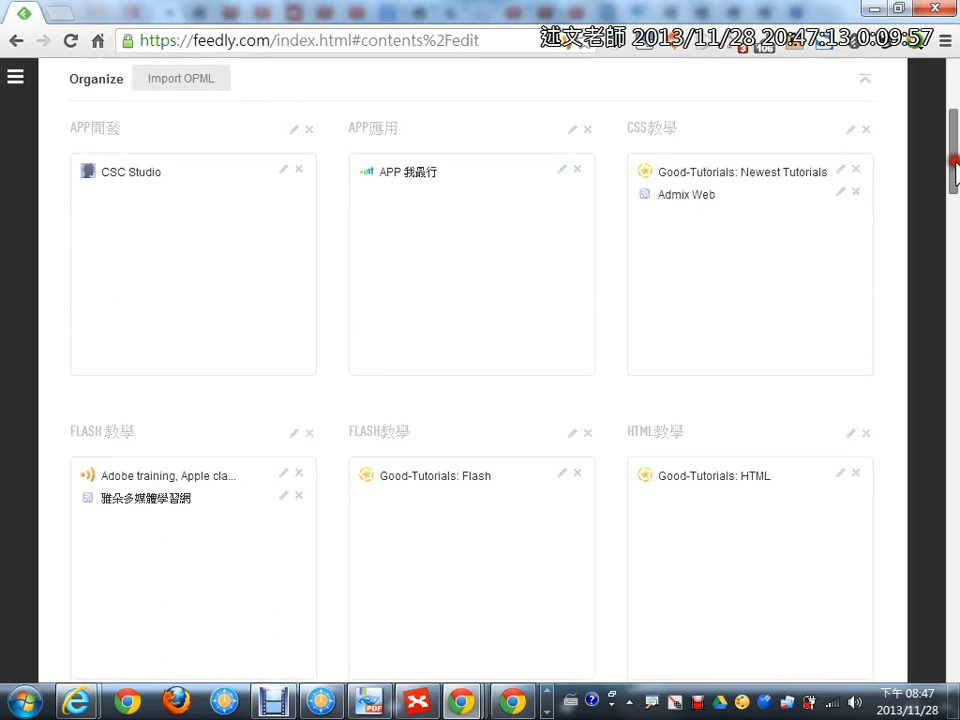 https://feedly.com/index.html#contents%2Fedit
述文老師 2013/11/28 20:47:13 0:09:57
Organize
Import OPML
APP開發
APP應用
CSS教學
CSC Studio
APP 我最行
Good-Tutorials: Newest Tutorials
Admix Web
FLASH 教學
FLASH教學
HTML教學
Adobe training, Apple cla...
雅朵多媒體學習網
Good-Tutorials: Flash
Good-Tutorials: HTML
PDF
下午 08:47
2013/11/28